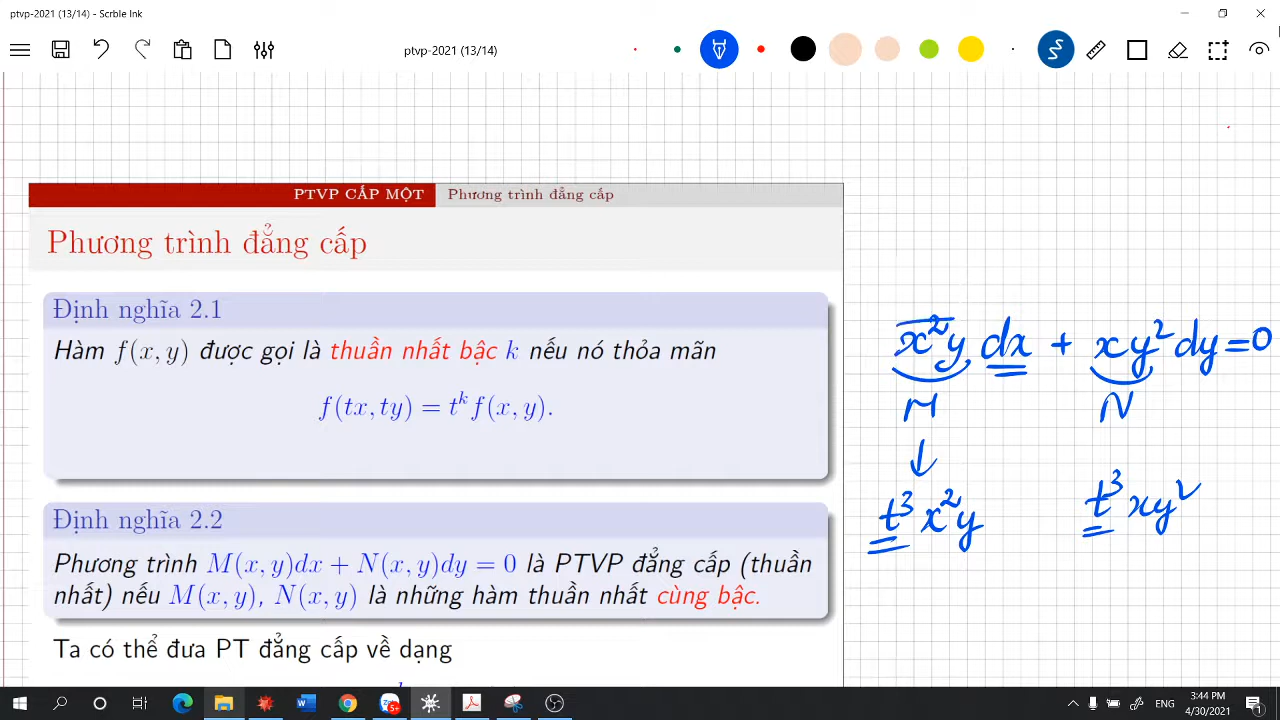 ptvp-2021 (13/14) - Scrble Ink
ptvp-2021 (13/14)
PTVP CẤP MỘT Phương trình đẳng cấp
Phương trình đẳng cấp
Định nghĩa 2.1
Hàm f(x, y) được gọi là thuần nhất bậc k nếu nó thỏa mãn
f(tx, ty) = t^k f(x, y).
Định nghĩa 2.2
Phương trình M(x, y)dx + N(x, y)dy = 0 là PTVP đẳng cấp (thuần
nhất) nếu M(x, y), N(x, y) là những hàm thuần nhất cùng bậc.
Ta có thể đưa PT đẳng cấp về dạng
x²y dx + xy² dy = 0
M N
t³x²y t³xy²
ENG
3:44 PM
4/30/2021